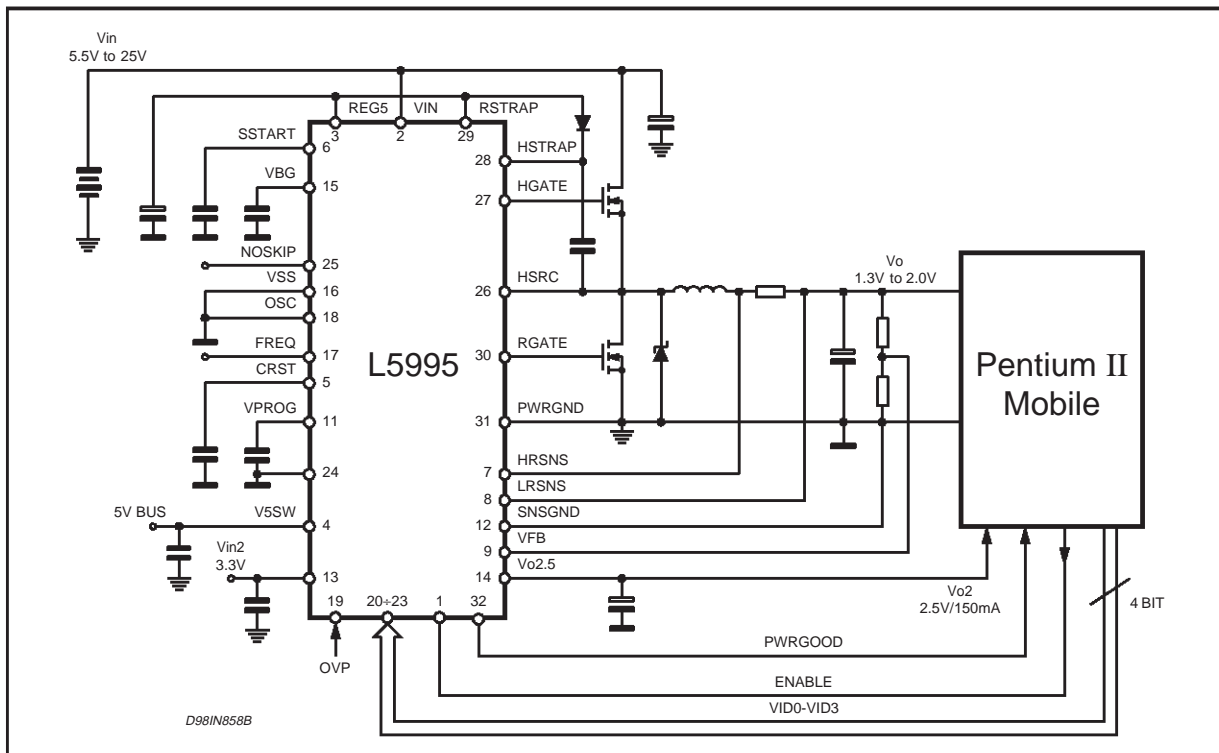 Vin
5.5V to 25V
REG5 VIN RSTRAP
3 2 29
SSTART
6
VBG
15
NOSKIP
25
VSS
16
OSC
18
FREQ
17
CRST
5
VPROG
11
24
5V BUS
V5SW
4
Vin2
3.3V
13
19 20÷23 1 32
OVP
L5995
28 HSTRAP
27 HGATE
26 HSRC
30 RGATE
31 PWRGND
7 HRSNS
8 LRSNS
12 SNSGND
9 VFB
14 Vo2.5
Vo
1.3V to 2.0V
Pentium II
Mobile
Vo2
2.5V/150mA
4 BIT
PWRGOOD
ENABLE
VID0-VID3
D98IN858B